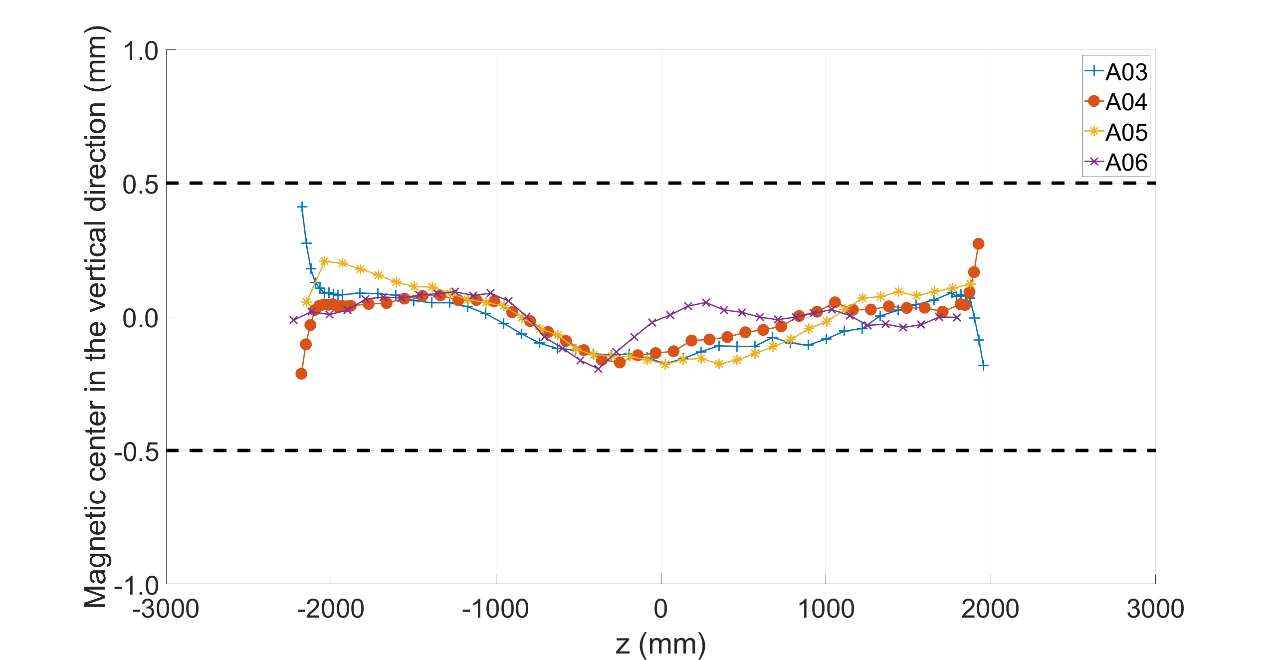 Magnetic center in the vertical direction (mm)
1.0
0.5
0.0
-0.5
-1.0
-3000 -2000 -1000 0 1000 2000 3000
z (mm)
A03
A04
A05
A06